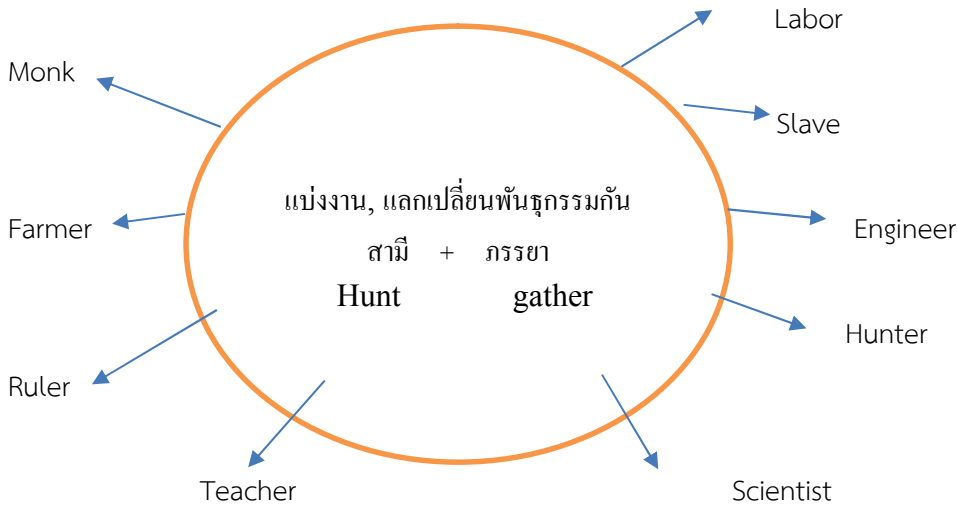 Labor
Monk
Slave
แบ่งงาน, แลกเปลี่ยนพันธุกรรมกัน
Farmer
Engineer
สามี + ภรรยา
Hunt gather
Hunter
Ruler
Teacher
Scientist